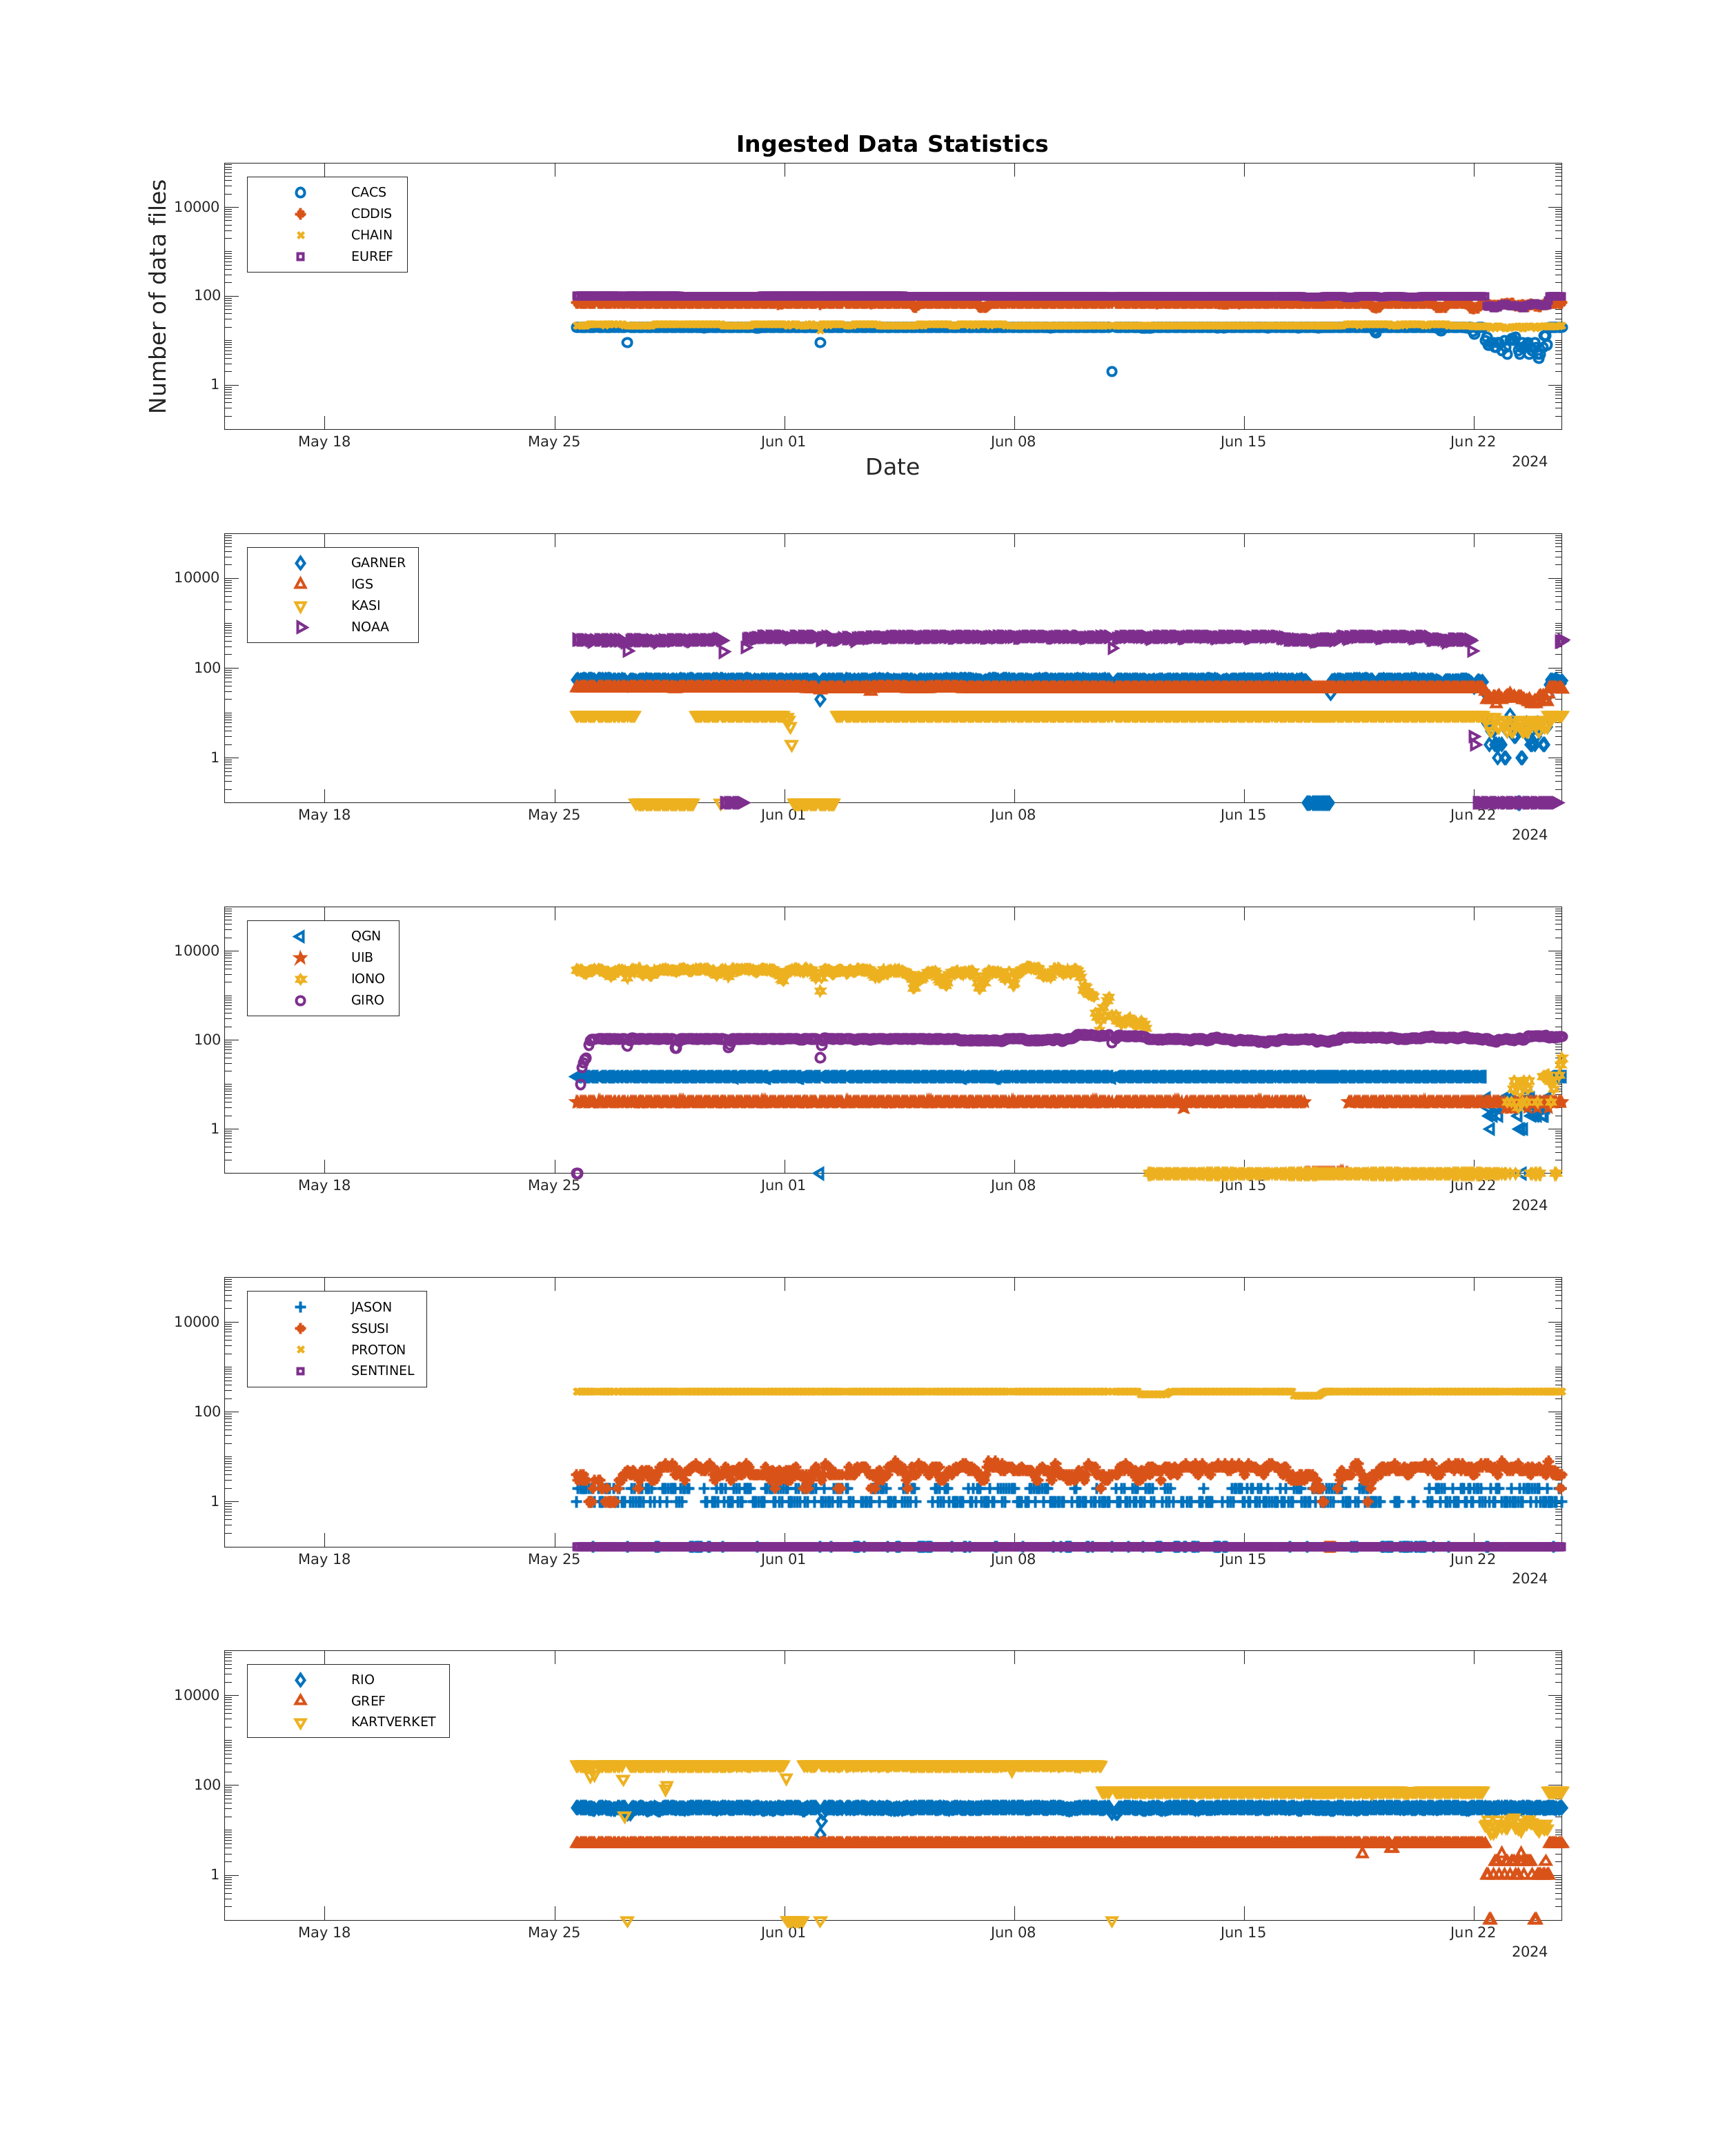 Ingested Data Statistics
Number of data files
10000
100
1
CACS
CDDIS
CHAIN
EUREF
May 18 May 25 Jun 01 Jun 08 Jun 15 Jun 22
2024
Date
10000
100
1
GARNER
IGS
KASI
NOAA
May 18 May 25 Jun 01 Jun 08 Jun 15 Jun 22
2024
10000
100
1
QGN
UIB
IONO
GIRO
May 18 May 25 Jun 01 Jun 08 Jun 15 Jun 22
2024
10000
100
1
JASON
SSUSI
PROTON
SENTINEL
May 18 May 25 Jun 01 Jun 08 Jun 15 Jun 22
2024
10000
100
1
RIO
GREF
KARTVERKET
May 18 May 25 Jun 01 Jun 08 Jun 15 Jun 22
2024